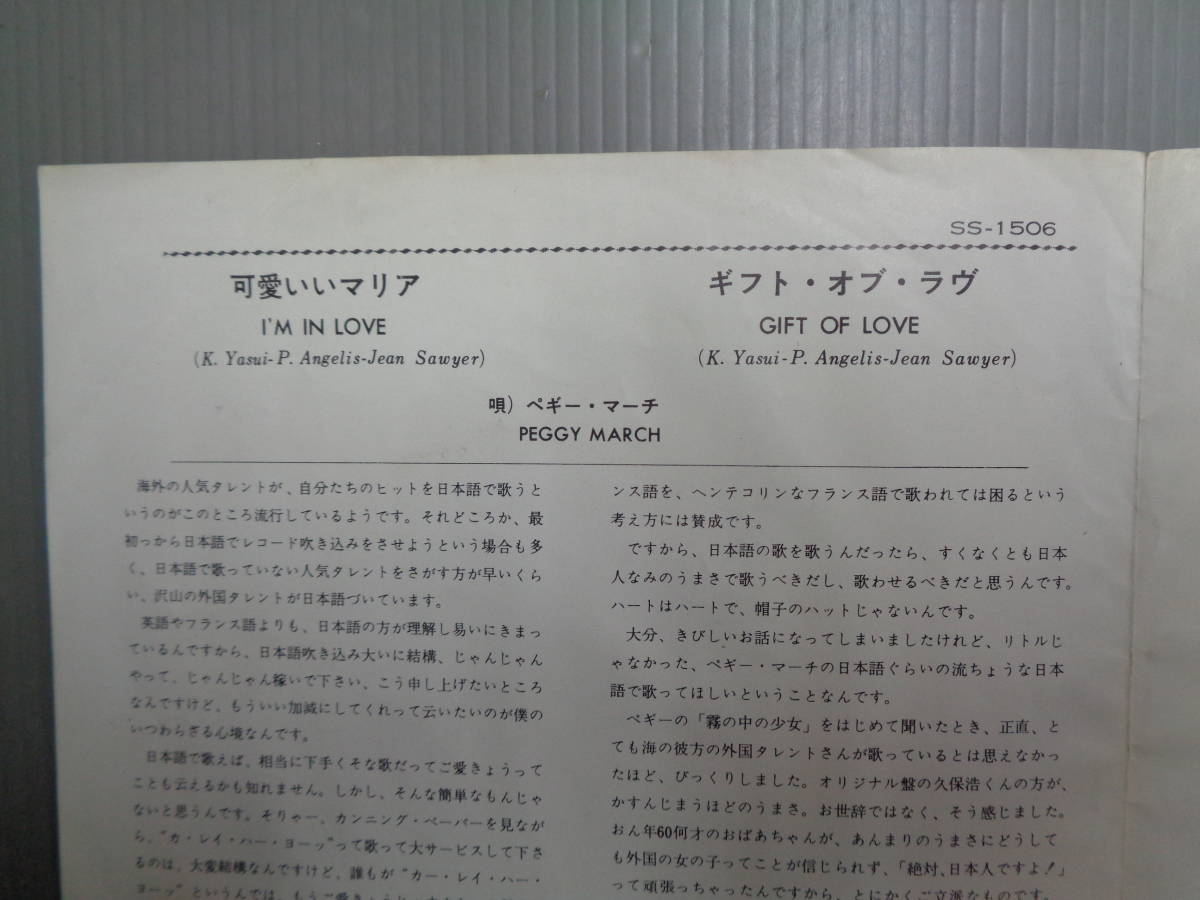 SS-1506
可愛いいマリア
I'M IN LOVE
(K. Yasui-P. Angelis-Jean Sawyer)
ギフト・オブ・ラヴ
GIFT OF LOVE
(K. Yasui-P. Angelis-Jean Sawyer)
唄）ペギー・マーチ
PEGGY MARCH
海外の人気タレントが、自分たちのヒットを日本語で歌うと
いうのがこのところ流行しているようです。それどころか、最
初っから日本語でレコード吹き込みをさせようという場合も多
く、日本語で歌っていない人気タレントをさがす方が早いくら
い、沢山の外国タレントが日本語づいています。
英語やフランス語よりも、日本語の方が理解し易いにきまっ
ているんですから、日本語吹き込み大いに結構、じゃんじゃん
やって、じゃんじゃん稼いで下さい、こう申し上げたいところ
なんですけど、もういい加減にしてくれって云いたいのが僕の
いつわらざる心境なんです。
日本語で歌えば、相当に下手くそな歌だってご愛きょうって
ことも云えるかも知れません。しかし、そんな簡単なもんじゃ
ないと思うんです。そりゃー、カンニング・ペーパーを見なが
ら、“カ・レイ・ハー・ヨーッ”って歌って大サービスして下さ
るのは、大変結構なんですけど、誰もが“カー・レイ・ハー・
ヨーッ”というんでは、もうご愛きょう
ンス語を、ヘンテコリンなフランス語で歌われては困るという
考え方には賛成です。
ですから、日本語の歌を歌うんだったら、すくなくとも日本
人なみのうまさで歌うべきだし、歌わせるべきだと思うんです。
ハートはハートで、帽子のハットじゃないんです。
大分、きびしいお話になってしまいましたけれど、リトルじ
ゃなかった、ペギー・マーチの日本語ぐらいの流ちょうな日本
語で歌ってほしいということなんです。
ペギーの「霧の中の少女」をはじめて聞いたとき、正直、と
ても海の彼方の外国タレントさんが歌っているとは思えなかっ
たほど、びっくりしました。オリジナル盤の久保浩くんの方が、
かすんじまうほどのうまさ。お世辞ではなく、そう感じました。
おん年60何才のおばあちゃんが、あんまりのうまさにどうして
も外国の女の子ってことが信じられず、「絶対、日本人ですよ！」
って頑張っちゃったんですから、とにかくご立派なものです。